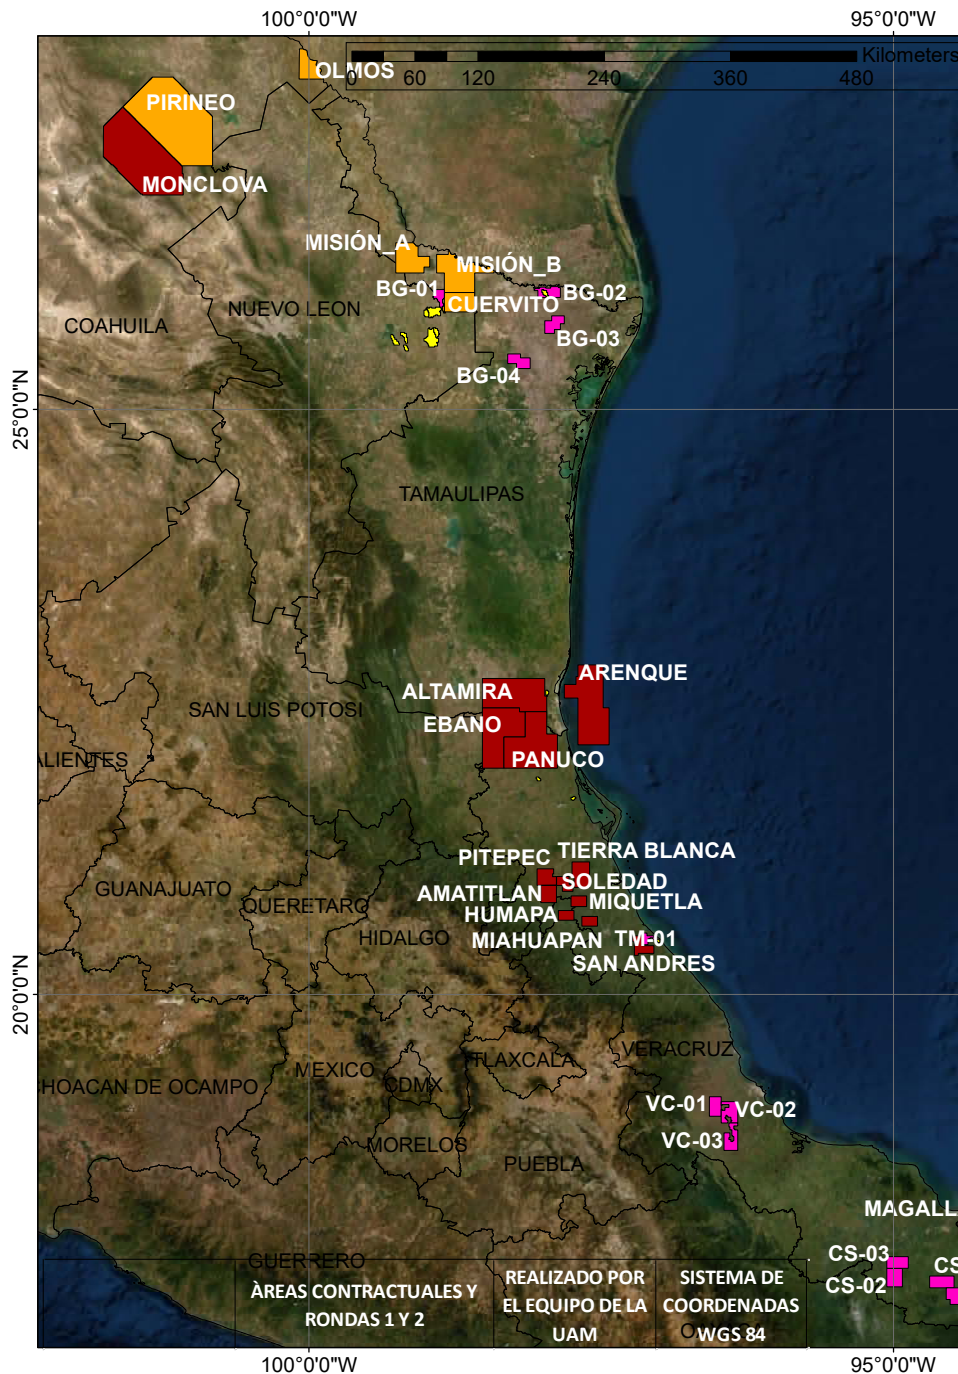 100°0'0"W
95°0'0"W
Kilometers
0 60 120 240 360 480
OLMOS
PIRINEO
MONCLOVA
MISIÓN_A
MISIÓN_B
BG-01
BG-02
CUERVITO
NUEVO LEON
COAHUILA
BG-03
BG-04
25°0'0"N
TAMAULIPAS
ARENQUE
ALTAMIRA
SAN LUIS POTOSI
EBANO
PANUCO
ALIENTES
TIERRA BLANCA
PITEPEC
SOLEDAD
GUANAJUATO
AMATITLAN
MIQUETLA
QUERETARO
HUMAPA
HIDALGO
MIAHUAPAN
TM-01
SAN ANDRES
20°0'0"N
VERACRUZ
TLAXCALA
MEXICO
CDMX
CHOACAN DE OCAMPO
VC-01
VC-02
MORELOS
VC-03
PUEBLA
MAGALL
CS-03
GUERRERO
CS
CS-02
ÀREAS CONTRACTUALES Y
RONDAS 1 Y 2
REALIZADO POR
EL EQUIPO DE LA
UAM
SISTEMA DE
COORDENADAS
WGS 84
100°0'0"W
95°0'0"W